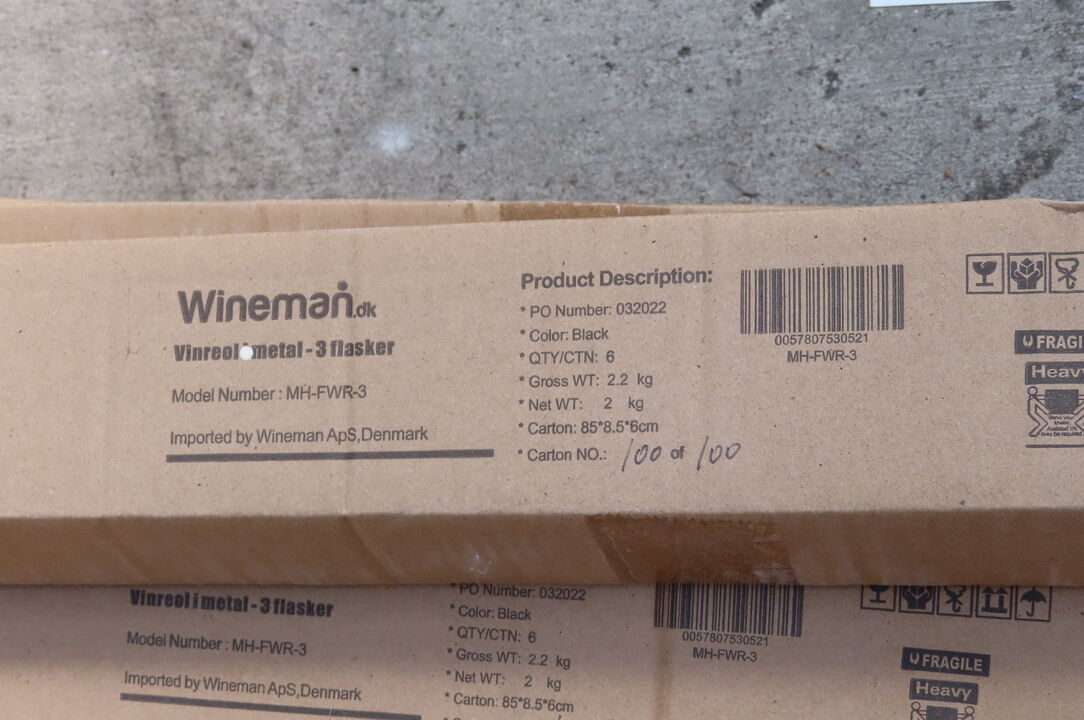 Wineman.dk
Vinreol metal - 3 flasker
Model Number : MH-FWR-3
Imported by Wineman ApS,Denmark
Product Description:
* PO Number: 032022
* Color: Black
* QTY/CTN: 6
* Gross WT: 2.2 kg
* Net WT: 2 kg
* Carton: 85*8.5*6cm
* Carton NO.: 100 of 100
0057807530521
MH-FWR-3
FRAGI
Heavy
Vinreol i metal - 3 flasker
Model Number : MH-FWR-3
Imported by Wineman ApS,Denmark
* PO Number: 032022
* Color: Black
* QTY/CTN: 6
* Gross WT: 2.2 kg
* Net WT: 2 kg
* Carton: 85*8.5*6cm
0057807530521
MH-FWR-3
FRAGILE
Heavy